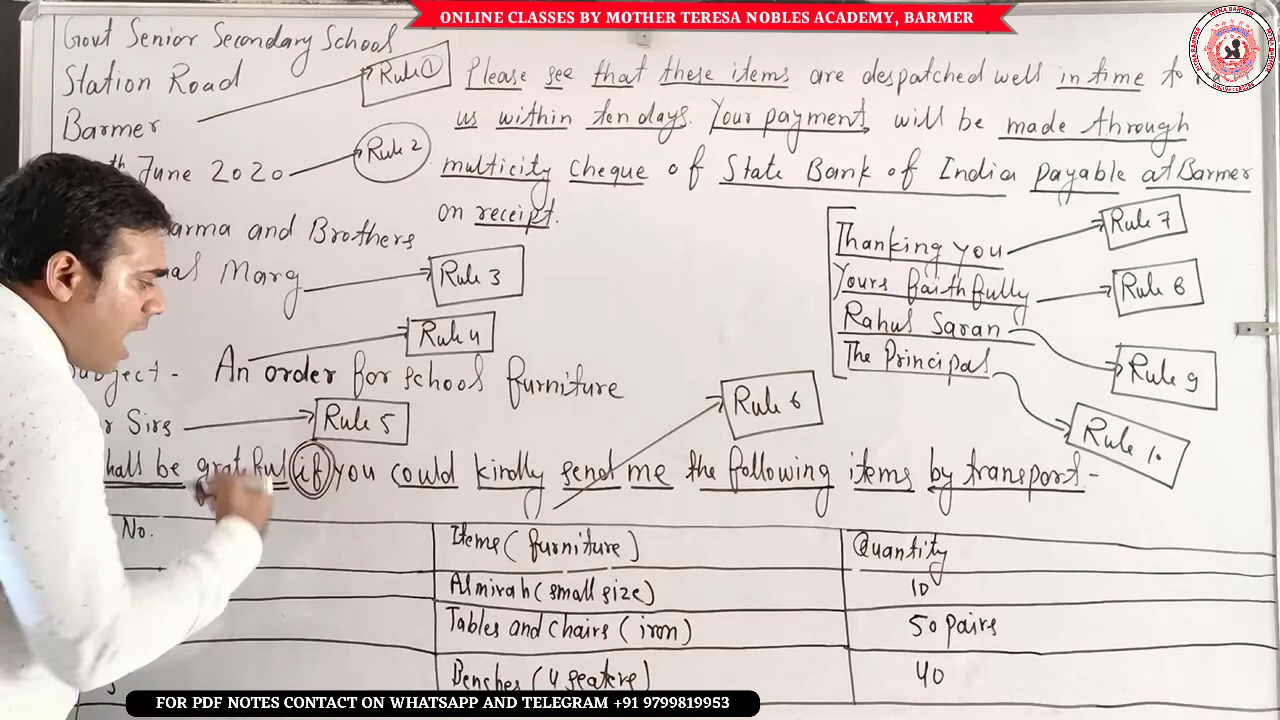 ONLINE CLASSES BY MOTHER TERESA NOBLES ACADEMY, BARMER
Govt Senior Secondary School
Station Road
Barmer
Rule 1
June 2020
Rule 2
and Brothers
Marg
Rule 3
Rule 4
- An order for school furniture
Sirs
Rule 5
Please see that these items are despatched well in time to
us within ten days. Your payment will be made through
multicity cheque of State Bank of India payable at Barmer
on receipt.
Thanking you
Rule 7
Yours faithfully
Rule 8
Rahul Saran
Rule 9
The Principal
Rule 10
Rule 6
be grateful if you could kindly send me the following items by transport-
No.
Items (furniture)
Quantity
Almirah (small size)
10
Tables and chairs (iron)
50 pairs
Benches (4 seaters)
40
FOR PDF NOTES CONTACT ON WHATSAPP AND TELEGRAM +91 9799819953